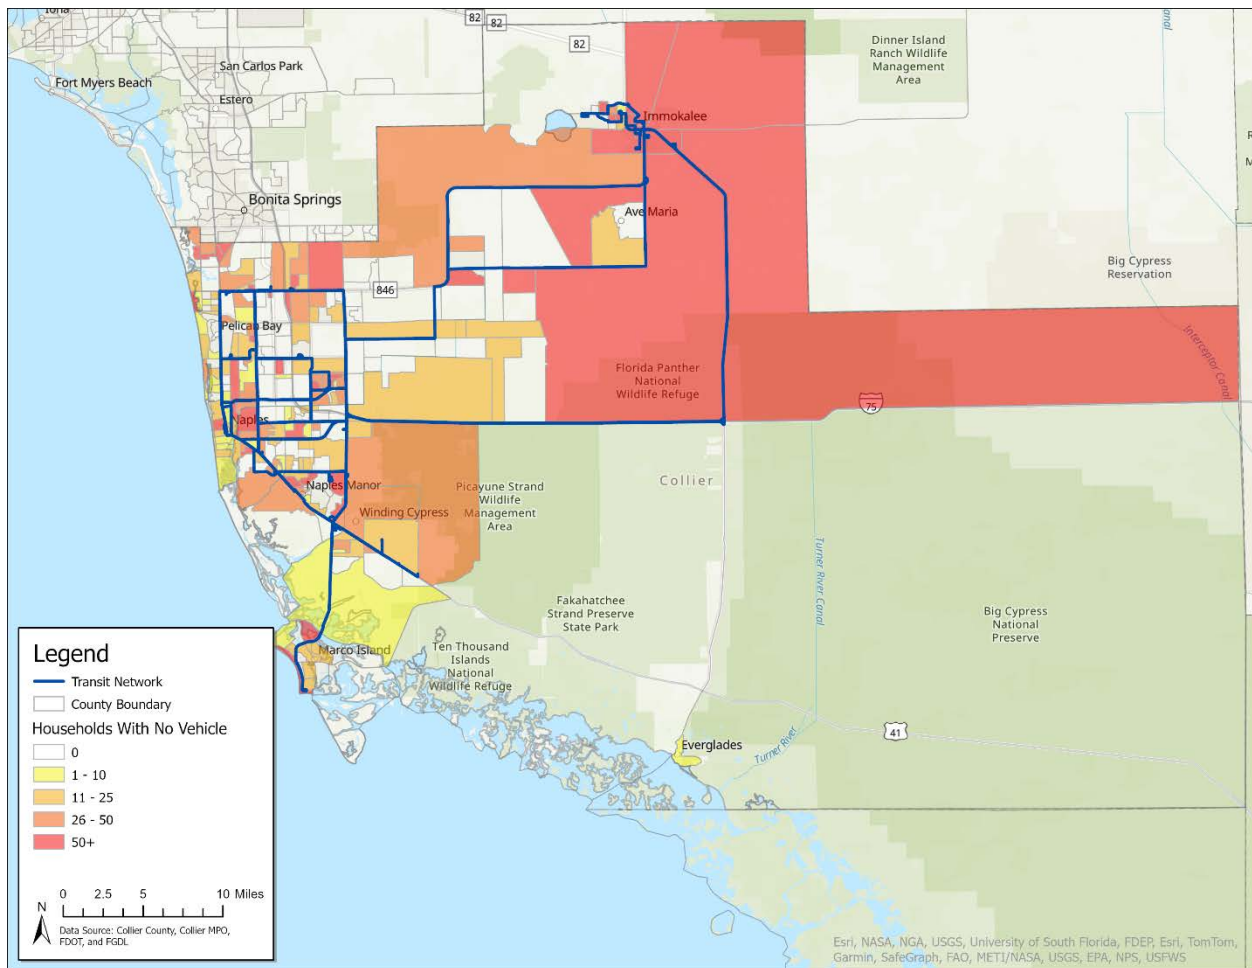 Iona
82
82
82
Dinner Island
Ranch Wildlife
Management
Area
San Carlos Park
Fort Myers Beach
Estero
Immokalee
Bonita Springs
Ave Maria
Big Cypress
Reservation
846
Pelican Bay
Interceptor Canal
Florida Panther
National
Wildlife Refuge
75
Naples
Collier
Naples Manor
Picayune Strand
Wildlife
Management
Area
Winding Cypress
Turner River Canal
Fakahatchee
Strand Preserve
State Park
Big Cypress
National
Preserve
Marco Island
Ten Thousand
Islands
National
Wildlife Refuge
Everglades
Turner River
41
Legend
Transit Network
County Boundary
Households With No Vehicle
0
1 - 10
11 - 25
26 - 50
50+
0 2.5 5 10 Miles
N
Data Source: Collier County, Collier MPO,
FDOT, and FGDL
Esri, NASA, NGA, USGS, University of South Florida, FDEP, Esri, TomTom,
Garmin, SafeGraph, FAO, METI/NASA, USGS, EPA, NPS, USFWS